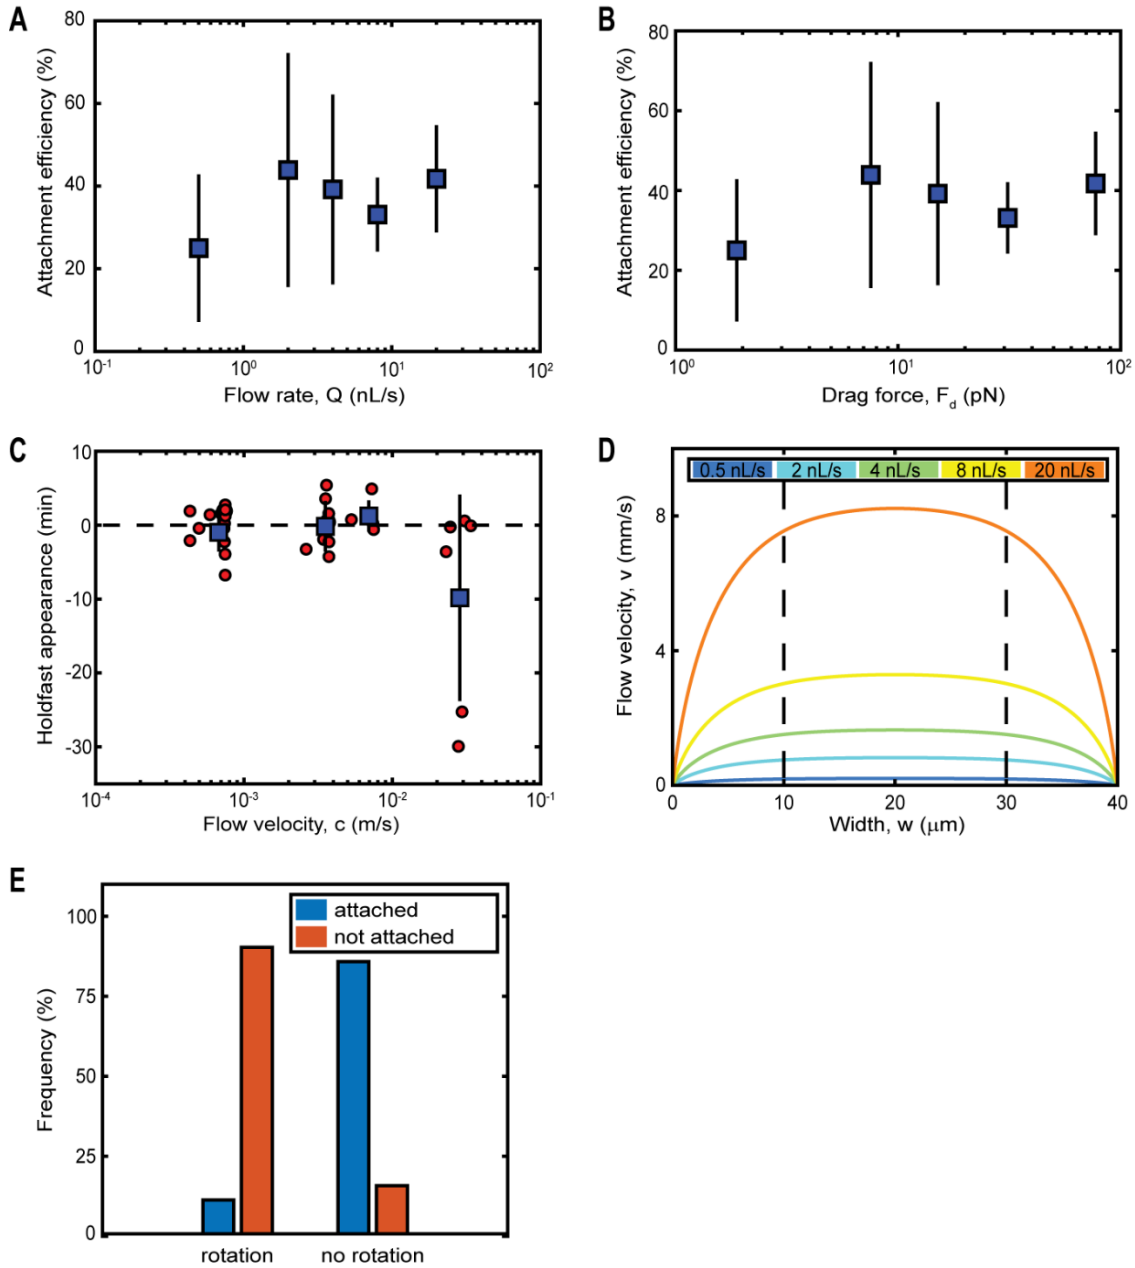 A
Attachment efficiency (%)
80
60
40
20
0
10⁻¹
10⁰
10¹
10²
Flow rate, Q (nL/s)
B
Attachment efficiency (%)
80
60
40
20
0
10⁰
10¹
10²
Drag force, F_d (pN)
C
Holdfast appearance (min)
10
0
-10
-20
-30
10⁻⁴
10⁻³
10⁻²
10⁻¹
Flow velocity, c (m/s)
D
Flow velocity, v (mm/s)
0.5 nL/s 2 nL/s 4 nL/s 8 nL/s 20 nL/s
8
4
0
0
10
20
30
40
Width, w (μm)
E
Frequency (%)
100
75
50
25
0
attached
not attached
rotation
no rotation